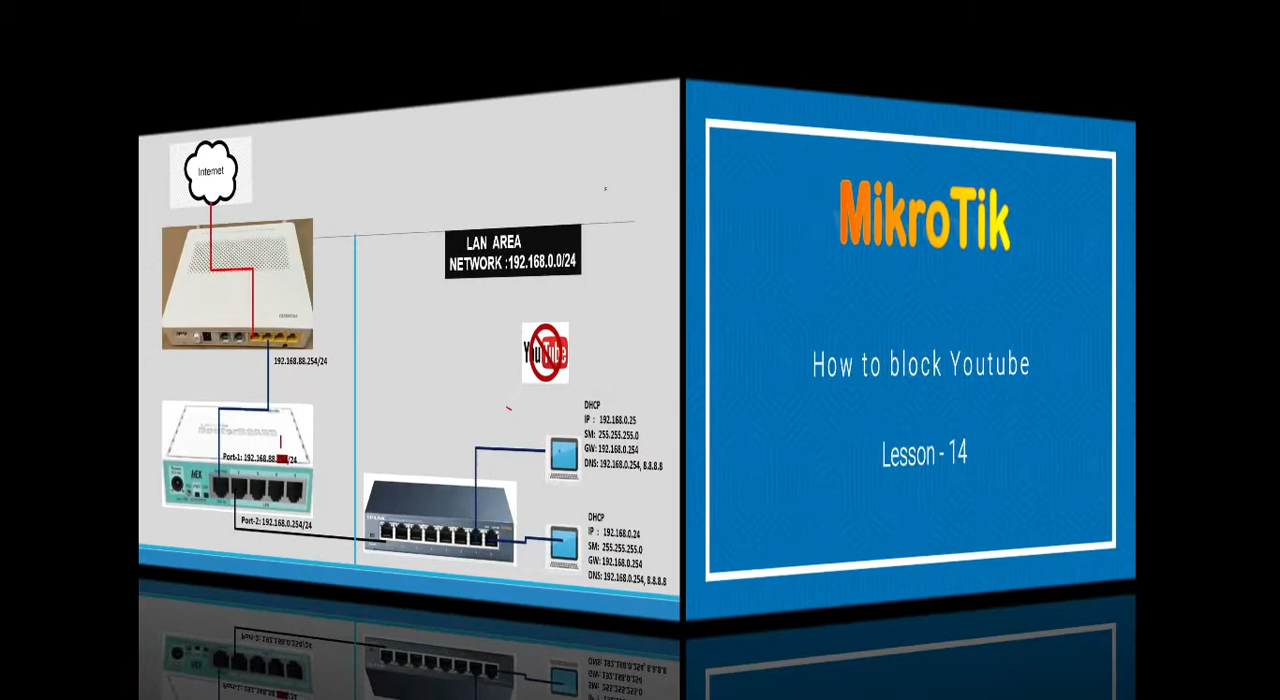 Internet
LAN AREA
NETWORK :192.168.0.0/24
192.168.88.254/24
YouTube
DHCP
IP : 192.168.0.25
SM: 255.255.255.0
GW: 192.168.0.254
DNS: 192.168.0.254, 8.8.8.8
hEX
Port-2: 192.168.0.254/24
TP-LINK
DHCP
IP : 192.168.0.24
SM: 255.255.255.0
GW: 192.168.0.254
DNS: 192.168.0.254, 8.8.8.8
MikroTik
How to block Youtube
Lesson - 14